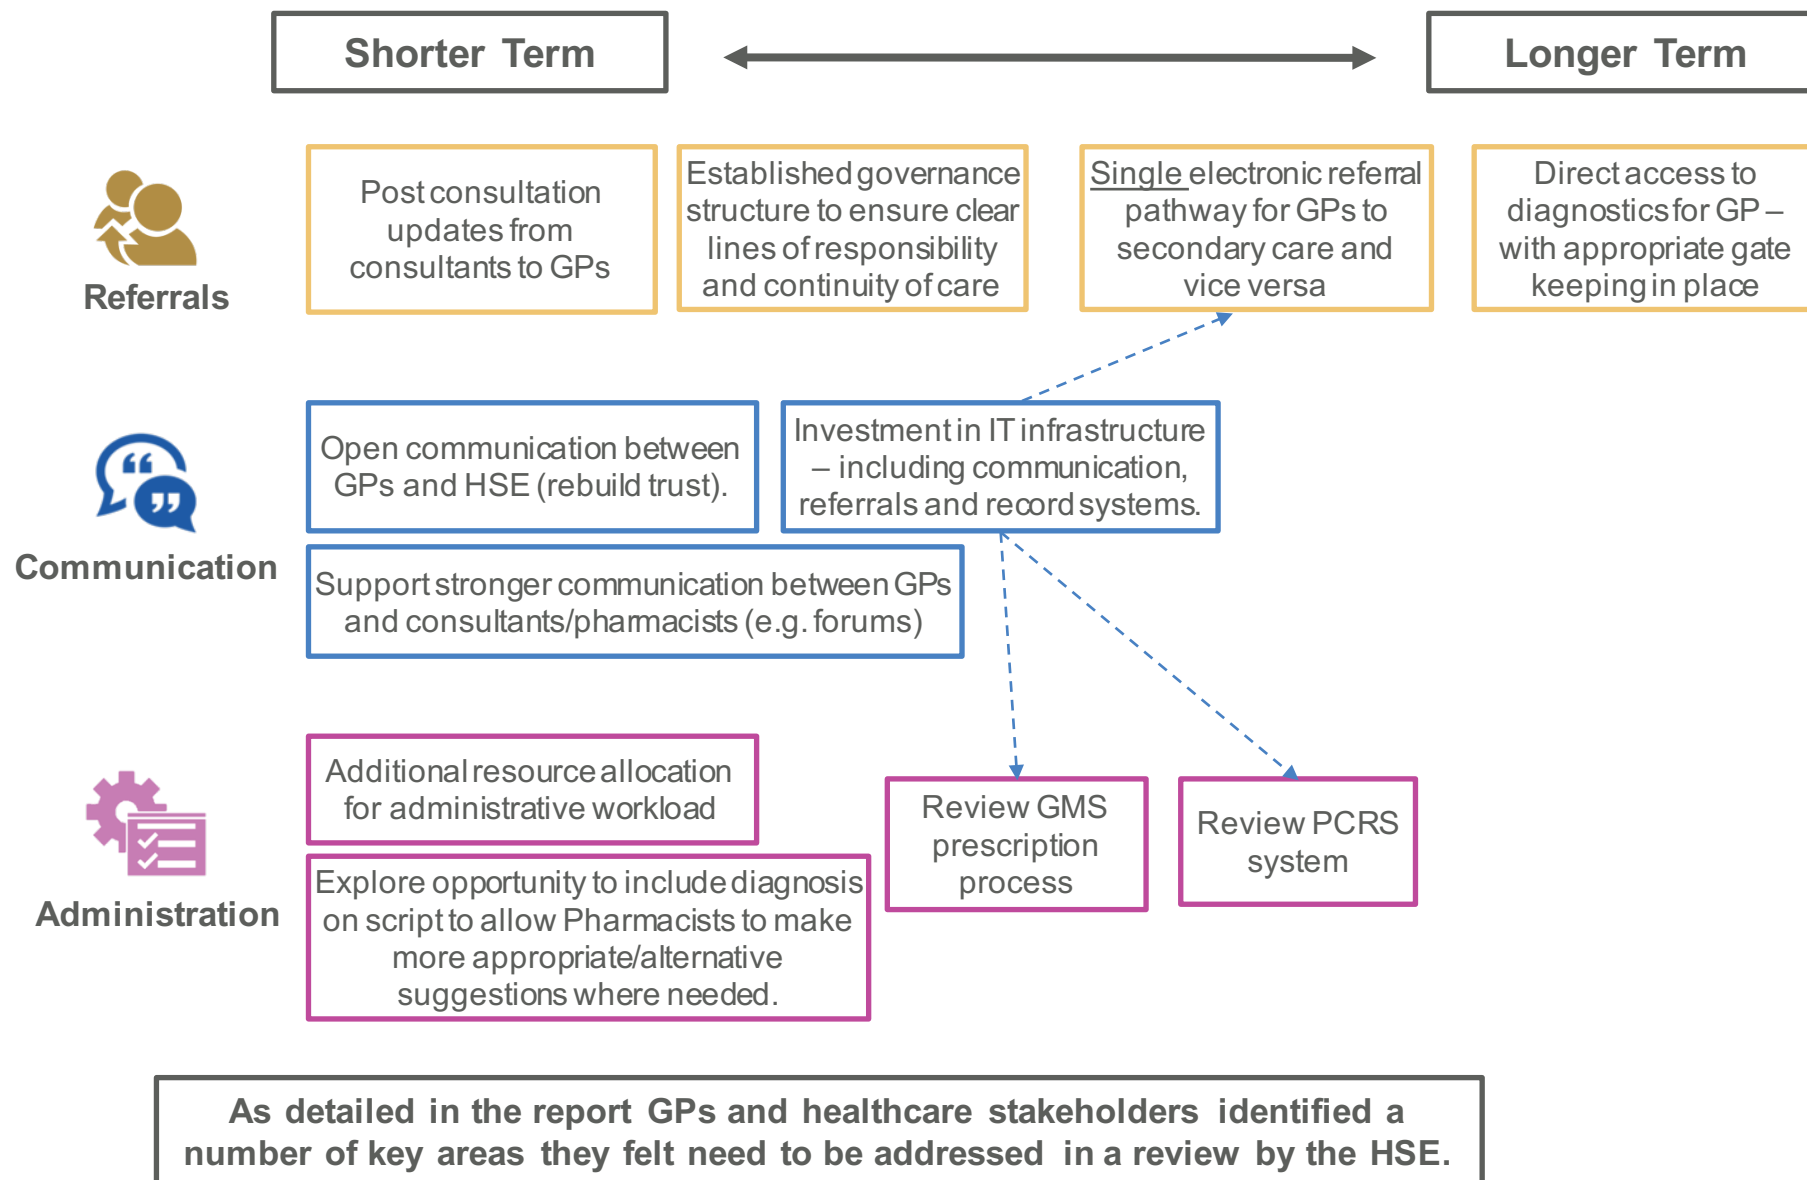 Shorter Term
Longer Term
Referrals
Post consultation
updates from
consultants to GPs
Established governance
structure to ensure clear
lines of responsibility
and continuity of care
Single electronic referral
pathway for GPs to
secondary care and
vice versa
Direct access to
diagnostics for GP –
with appropriate gate
keeping in place
Communication
Open communication between
GPs and HSE (rebuild trust).
Investment in IT infrastructure
– including communication,
referrals and record systems.
Support stronger communication between GPs
and consultants/pharmacists (e.g. forums)
Administration
Additional resource allocation
for administrative workload
Explore opportunity to include diagnosis
on script to allow Pharmacists to make
more appropriate/alternative
suggestions where needed.
Review GMS
prescription
process
Review PCRS
system
As detailed in the report GPs and healthcare stakeholders identified a
number of key areas they felt need to be addressed in a review by the HSE.